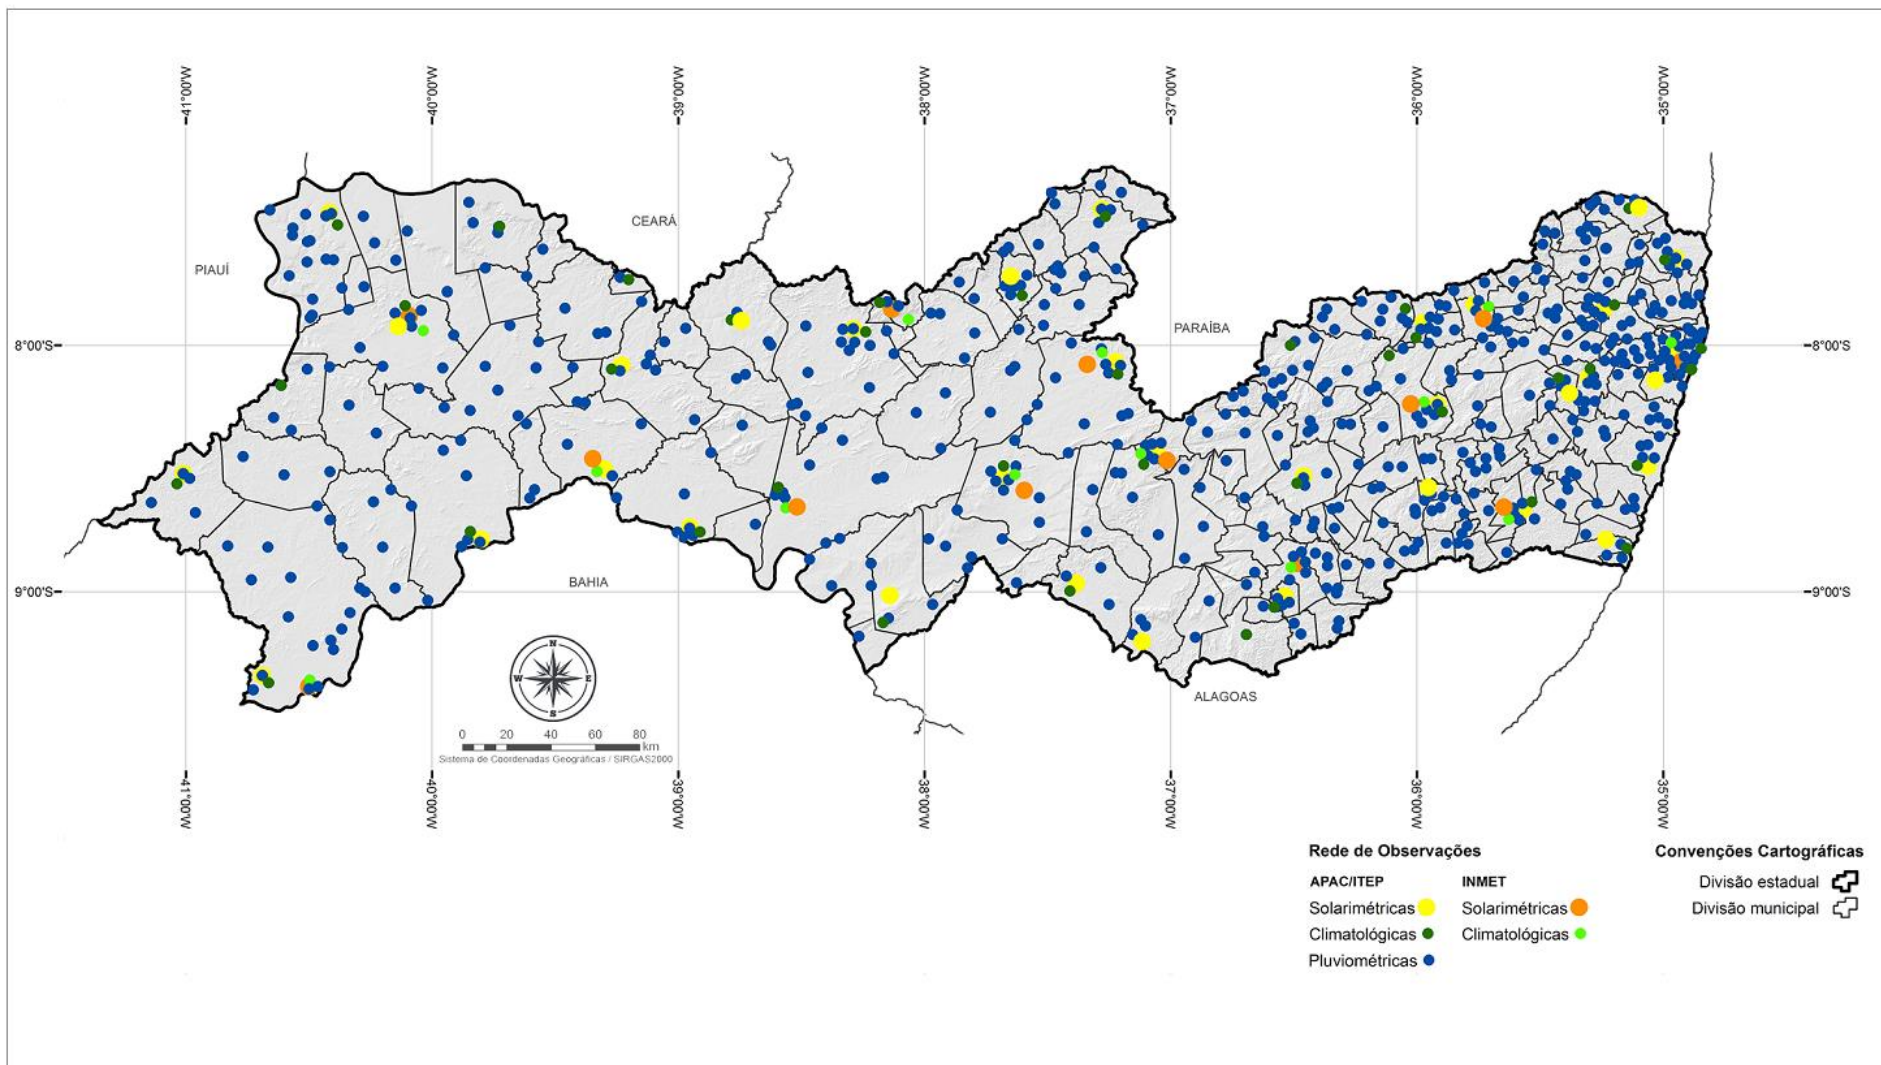 41°00'W 40°00'W 39°00'W 38°00'W 37°00'W 36°00'W 35°00'W
CEARÁ
PIAUÍ
PARAÍBA
8°00'S 8°00'S
BAHIA
9°00'S 9°00'S
N
W E
S
ALAGOAS
0 20 40 60 80
km
Sistema de Coordenadas Geográficas / SIRGAS2000
41°00'W 40°00'W 39°00'W 38°00'W 37°00'W 36°00'W 35°00'W
Rede de Observações Convenções Cartográficas
APAC/ITEP INMET Divisão estadual
Solarimétricas Solarimétricas Divisão municipal
Climatológicas Climatológicas
Pluviométricas